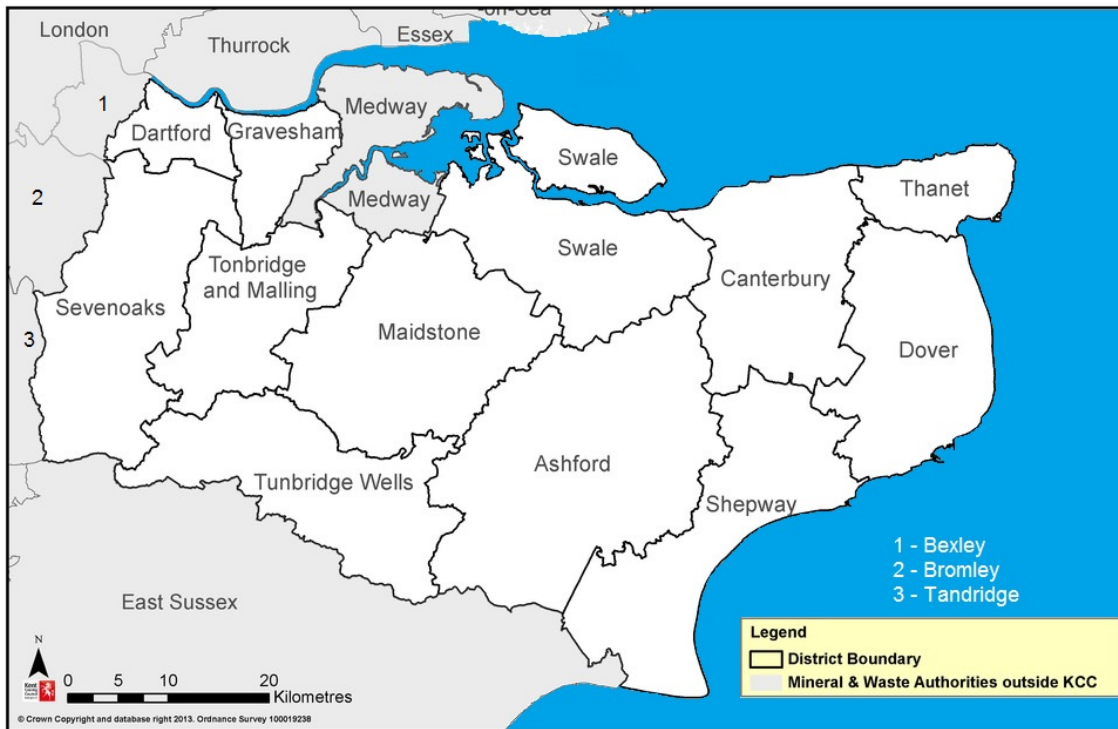 -on-Sea
London
Essex
Thurrock
1
Medway
Dartford
Gravesham
Swale
2
Thanet
Medway
Swale
Tonbridge
and Malling
Canterbury
Sevenoaks
Maidstone
3
Dover
Ashford
Tunbridge Wells
Shepway
1 - Bexley
2 - Bromley
3 - Tandridge
East Sussex
Legend
District Boundary
Mineral & Waste Authorities outside KCC
N
0 5 10 20
Kilometres
© Crown Copyright and database right 2013. Ordnance Survey 100019238